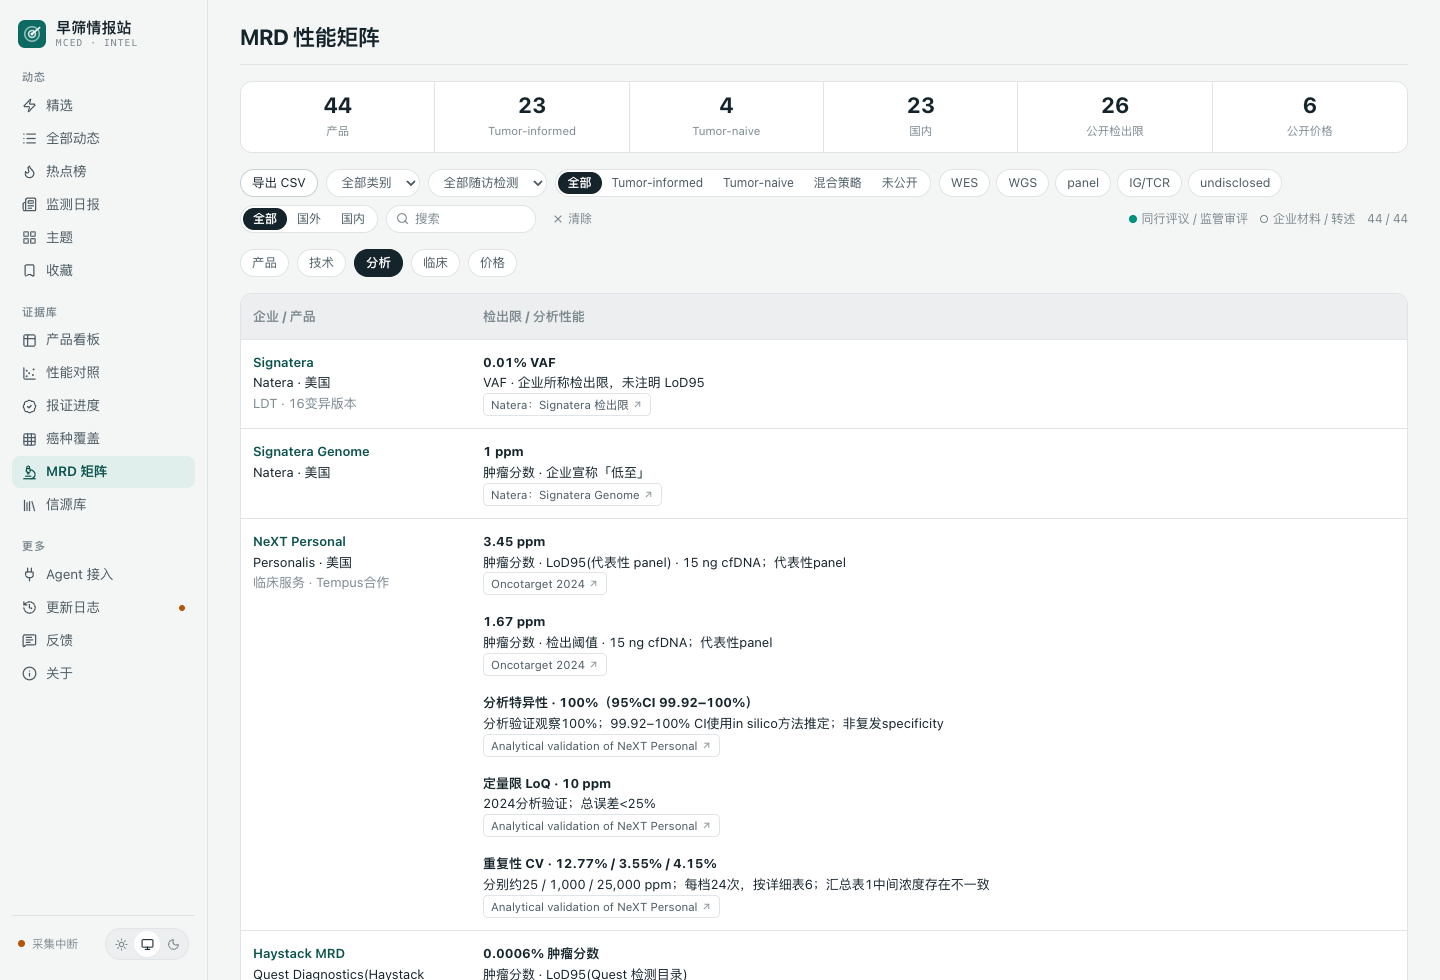 早筛情报站
MCED · INTEL
动态
精选
全部动态
热点榜
监测日报
主题
收藏
证据库
产品看板
性能对照
报证进度
癌种覆盖
MRD 矩阵
信源库
更多
Agent 接入
更新日志
反馈
关于
采集中断
MRD 性能矩阵
44
产品
23
Tumor-informed
4
Tumor-naive
23
国内
26
公开检出限
6
公开价格
导出 CSV 全部类别 全部随访检测 全部 Tumor-informed Tumor-naive 混合策略 未公开 WES WGS panel IG/TCR undisclosed
全部 国外 国内 搜索 清除 同行评议 / 监管审评 企业材料 / 转述 44 / 44
产品 技术 分析 临床 价格
企业 / 产品 检出限 / 分析性能
Signatera
Natera · 美国
LDT · 16变异版本
0.01% VAF
VAF · 企业所称检出限，未注明 LoD95
Natera：Signatera 检出限 ↗
Signatera Genome
Natera · 美国
1 ppm
肿瘤分数 · 企业宣称「低至」
Natera：Signatera Genome ↗
NeXT Personal
Personalis · 美国
临床服务 · Tempus合作
3.45 ppm
肿瘤分数 · LoD95(代表性 panel) · 15 ng cfDNA；代表性panel
Oncotarget 2024 ↗
1.67 ppm
肿瘤分数 · 检出阈值 · 15 ng cfDNA；代表性panel
Oncotarget 2024 ↗
分析特异性 · 100%（95%CI 99.92–100%）
分析验证观察100%；99.92–100% CI使用in silico方法推定；非复发specificity
Analytical validation of NeXT Personal ↗
定量限 LoQ · 10 ppm
2024分析验证；总误差<25%
Analytical validation of NeXT Personal ↗
重复性 CV · 12.77% / 3.55% / 4.15%
分别约25 / 1,000 / 25,000 ppm；每档24次，按详细表6；汇总表1中间浓度存在不一致
Analytical validation of NeXT Personal ↗
Haystack MRD
Quest Diagnostics(Haystack
0.0006% 肿瘤分数
肿瘤分数 · LoD95(Quest 检测目录)